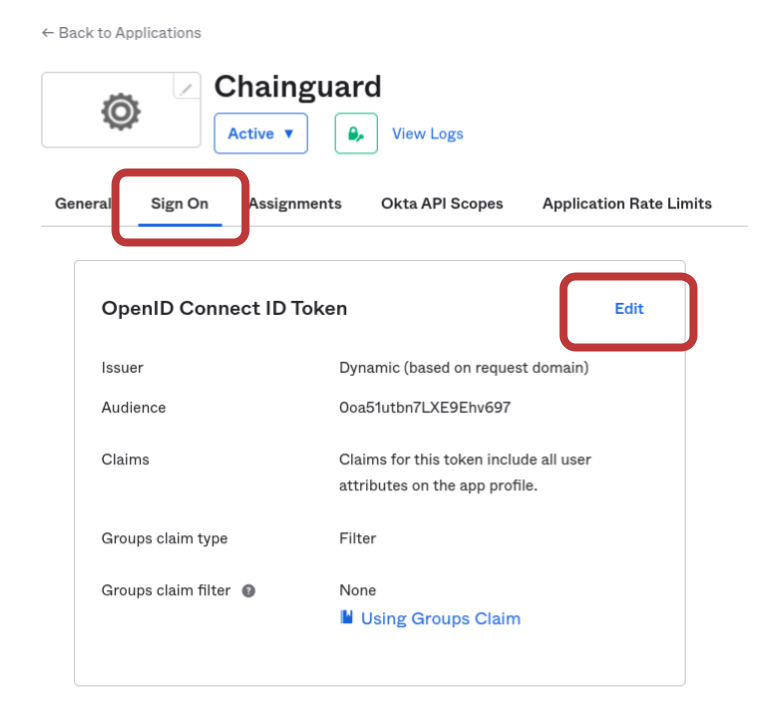 ← Back to Applications
Chainguard
Active ▼
View Logs
General Sign On Assignments Okta API Scopes Application Rate Limits
OpenID Connect ID Token Edit
Issuer Dynamic (based on request domain)
Audience 0oa51utbn7LXE9Ehv697
Claims Claims for this token include all user
attributes on the app profile.
Groups claim type Filter
Groups claim filter ? None
Using Groups Claim